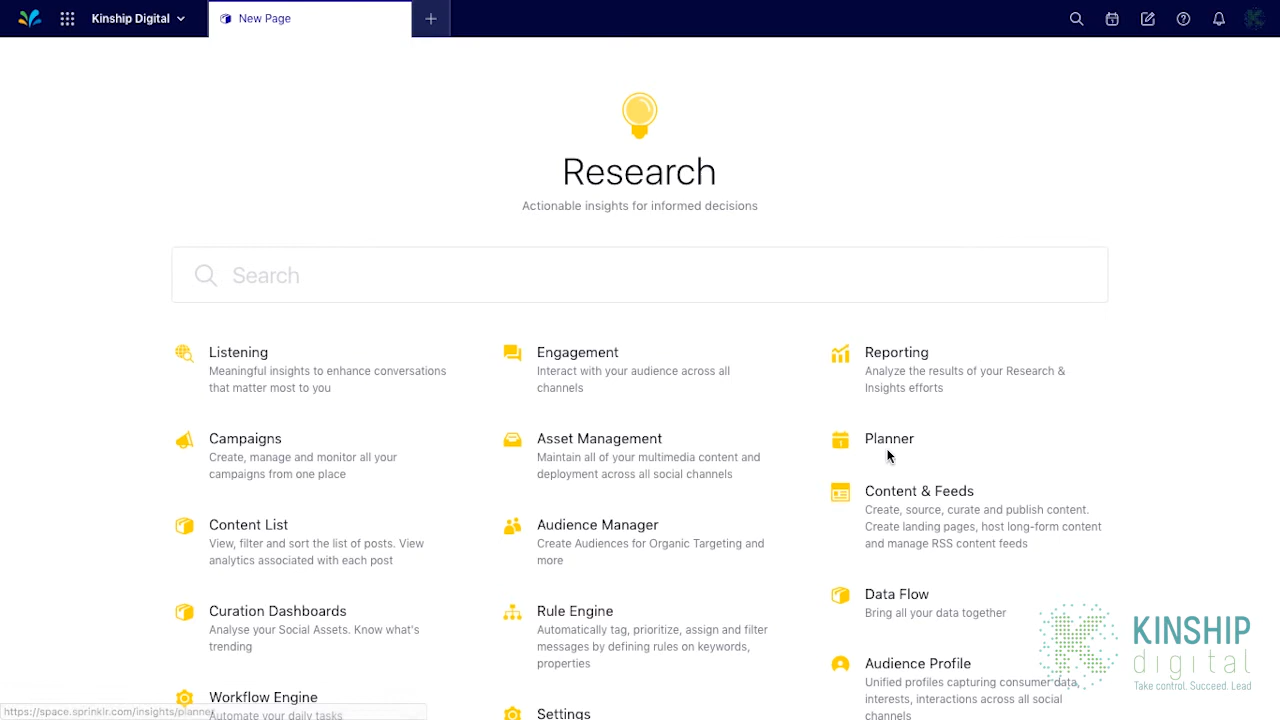 Kinship Digital
New Page
Research
Actionable insights for informed decisions
Search
Listening
Meaningful insights to enhance conversations
that matter most to you
Engagement
Interact with your audience across all
channels
Reporting
Analyze the results of your Research &
Insights efforts
Campaigns
Create, manage and monitor all your
campaigns from one place
Asset Management
Maintain all of your multimedia content and
deployment across all social channels
Planner
Content List
View, filter and sort the list of posts. View
analytics associated with each post
Audience Manager
Create Audiences for Organic Targeting and
more
Content & Feeds
Create, source, curate and publish content.
Create landing pages, host long-form content
and manage RSS content feeds
Curation Dashboards
Analyse your Social Assets. Know what's
trending
Rule Engine
Automatically tag, prioritize, assign and filter
messages by defining rules on keywords,
properties
Data Flow
Bring all your data together
Workflow Engine
Automate your daily tasks
Settings
Audience Profile
Unified profiles capturing consumer data,
interests, interactions across all social
channels
KINSHIP
digital
Take control. Succeed. Lead
https://space.sprinklr.com/insights/planner